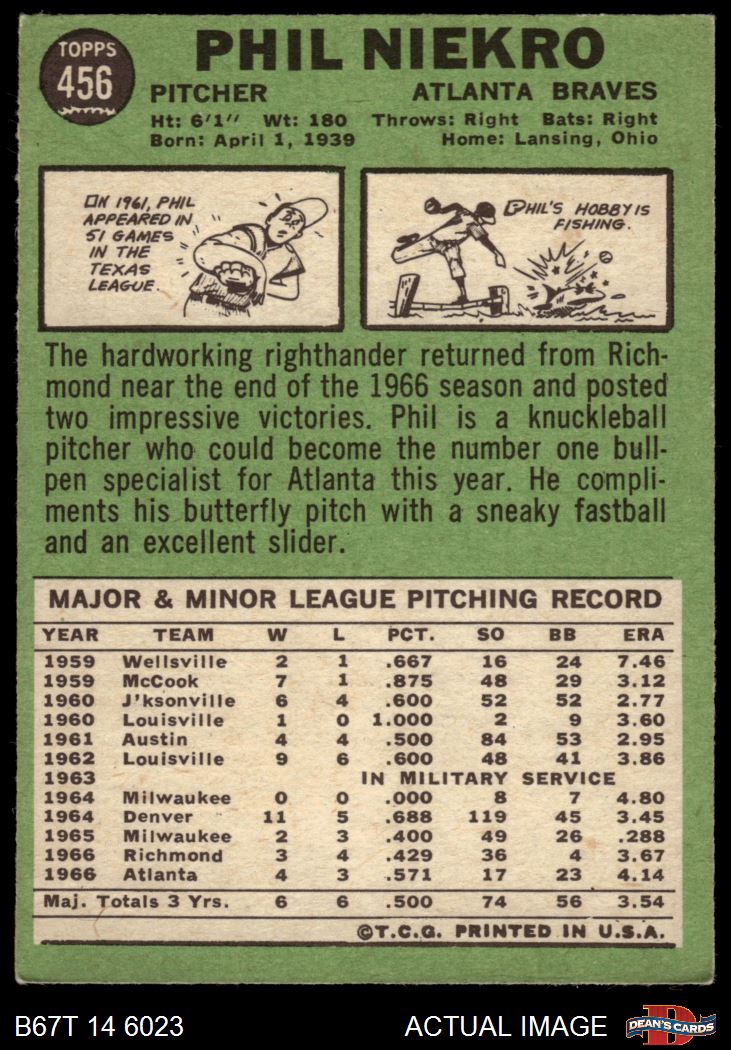 TOPPS
456
PHIL NIEKRO
PITCHER ATLANTA BRAVES
Ht: 6'1" Wt: 180 Throws: Right Bats: Right
Born: April 1, 1939 Home: Lansing, Ohio
IN 1961, PHIL
APPEARED IN
51 GAMES
IN THE
TEXAS
LEAGUE.
PHIL'S HOBBY IS
FISHING.
The hardworking righthander returned from Rich-
mond near the end of the 1966 season and posted
two impressive victories. Phil is a knuckleball
pitcher who could become the number one bull-
pen specialist for Atlanta this year. He compli-
ments his butterfly pitch with a sneaky fastball
and an excellent slider.
MAJOR & MINOR LEAGUE PITCHING RECORD
YEAR TEAM W L PCT. SO BB ERA
1959 Wellsville 2 1 .667 16 24 7.46
1959 McCook 7 1 .875 48 29 3.12
1960 J'ksonville 6 4 .600 52 52 2.77
1960 Louisville 1 0 1.000 2 9 3.60
1961 Austin 4 4 .500 84 53 2.95
1962 Louisville 9 6 .600 48 41 3.86
1963 IN MILITARY SERVICE
1964 Milwaukee 0 0 .000 8 7 4.80
1964 Denver 11 5 .688 119 45 3.45
1965 Milwaukee 2 3 .400 49 26 .288
1966 Richmond 3 4 .429 36 4 3.67
1966 Atlanta 4 3 .571 17 23 4.14
Maj. Totals 3 Yrs. 6 6 .500 74 56 3.54
©T.C.G. PRINTED IN U.S.A.
B67T 14 6023 ACTUAL IMAGE
D
DEAN'S CARDS